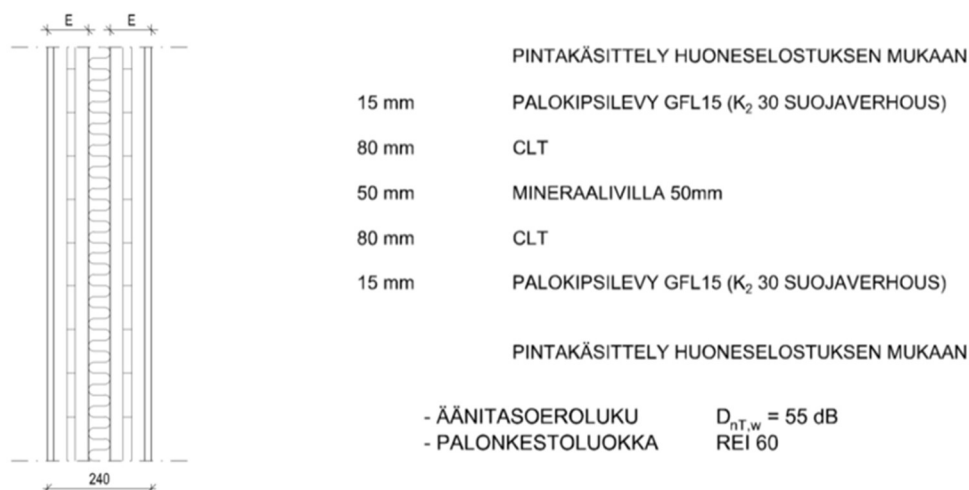 E E
PINTAKÄSITTELY HUONESELOSTUKSEN MUKAAN
15 mm PALOKIPSILEVY GFL15 (K₂ 30 SUOJAVERHOUS)
80 mm CLT
50 mm MINERAALIVILLA 50mm
80 mm CLT
15 mm PALOKIPSILEVY GFL15 (K₂ 30 SUOJAVERHOUS)
PINTAKÄSITTELY HUONESELOSTUKSEN MUKAAN
- ÄÄNITASOEROLUKU DnT,w = 55 dB
- PALONKESTOLUOKKA REI 60
240